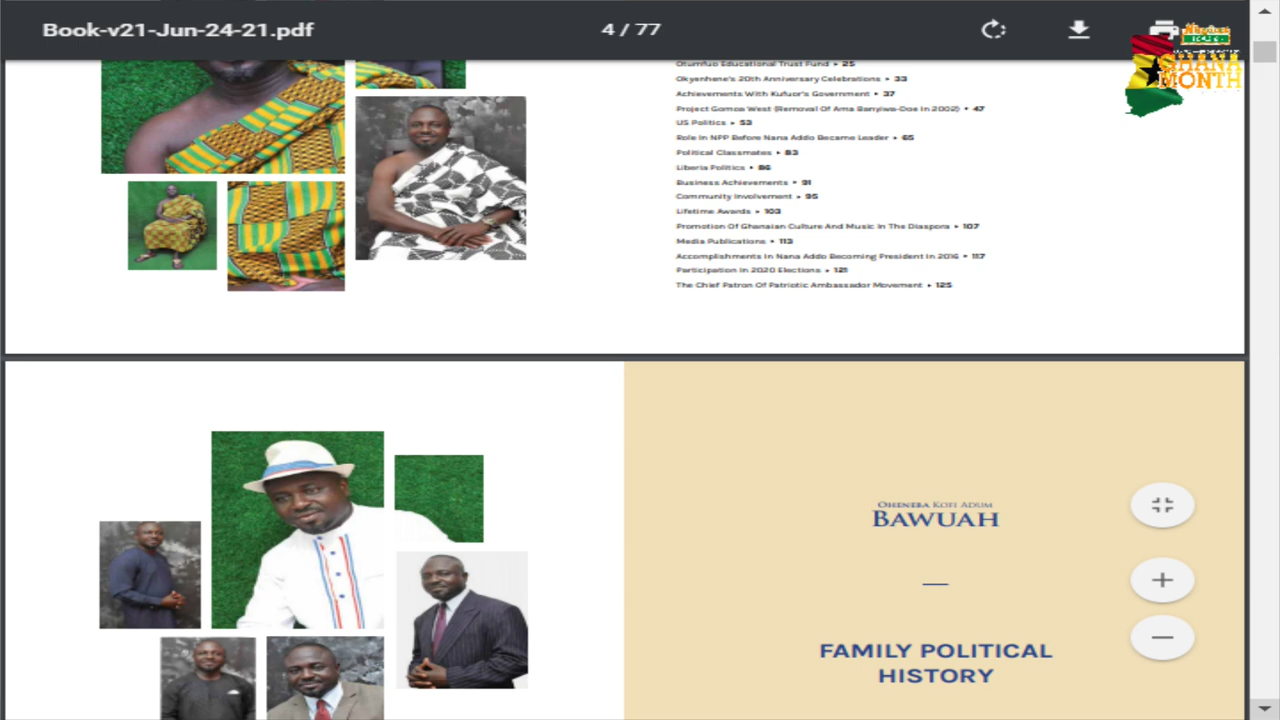 Book-v21-Jun-24-21.pdf
4 / 77
GHANA
MONTH
Otumfuo Educational Trust Fund • 25
Okyenhene's 20th Anniversary Celebrations • 33
Achievements With Kufuor's Government • 37
Project Gomoa West (Removal Of Ama Banyiwa-Doe In 2002) • 47
US Politics • 53
Role In NPP Before Nana Addo Became Leader • 65
Political Classmates • 83
Liberia Politics • 86
Business Achievements • 91
Community Involvement • 95
Lifetime Awards • 103
Promotion Of Ghanaian Culture And Music In The Diaspora • 107
Media Publications • 113
Accomplishments In Nana Addo Becoming President In 2016 • 117
Participation In 2020 Elections • 121
The Chief Patron Of Patriotic Ambassador Movement • 125
OHENEBA KOFI ADUM
BAWUAH
FAMILY POLITICAL
HISTORY